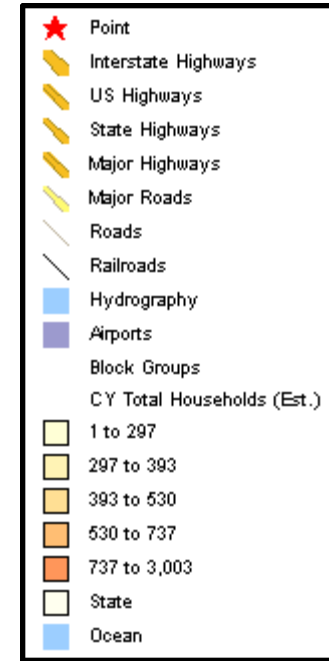 Point
Interstate Highways
US Highways
State Highways
Major Highways
Major Roads
Roads
Railroads
Hydrography
Airports
Block Groups
CY Total Households (Est.)
1 to 297
297 to 393
393 to 530
530 to 737
737 to 3,003
State
Ocean